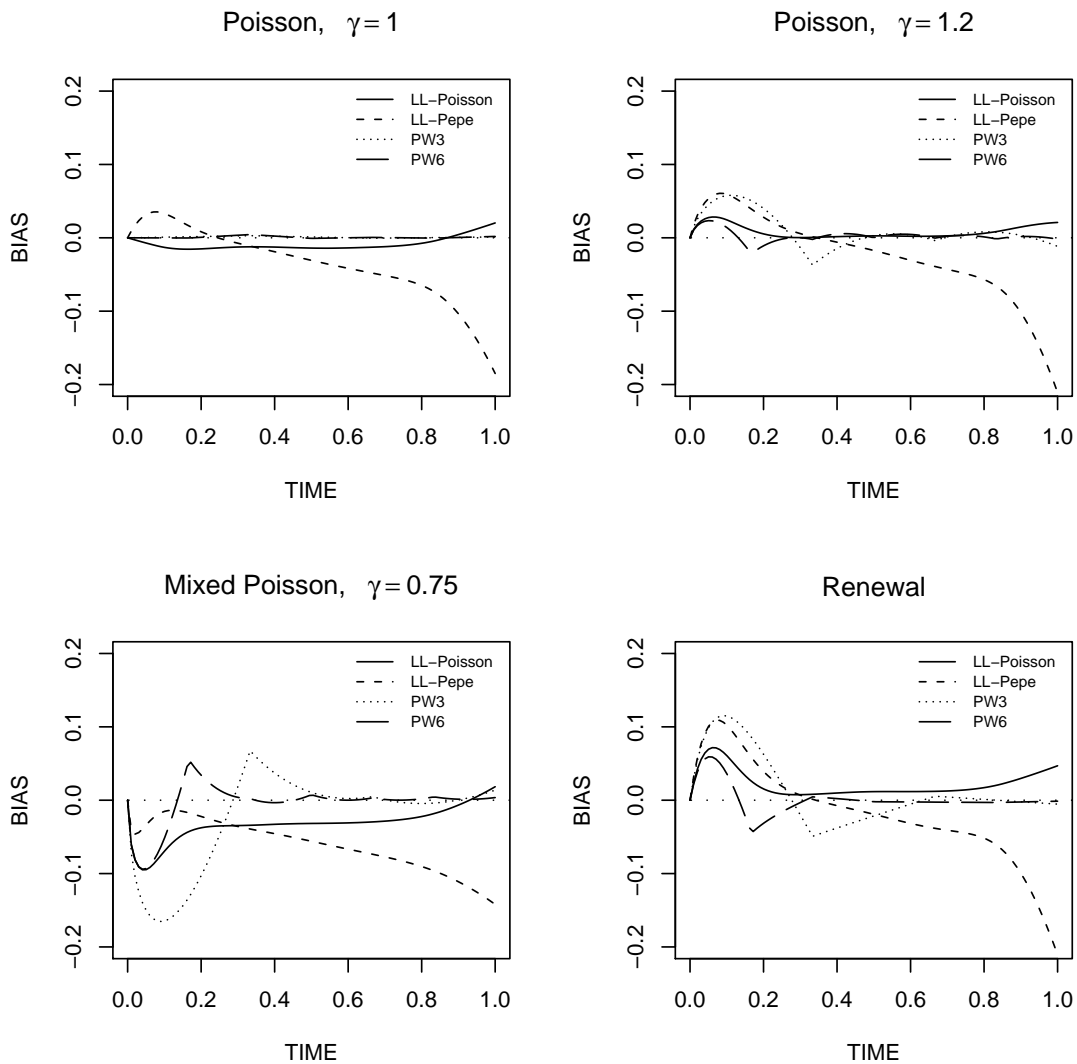 Poisson, γ = 1
BIAS
0.2
0.1
0.0
−0.1
−0.2
LL−Poisson
LL−Pepe
PW3
PW6
0.0 0.2 0.4 0.6 0.8 1.0
TIME
Poisson, γ = 1.2
BIAS
0.2
0.1
0.0
−0.1
−0.2
LL−Poisson
LL−Pepe
PW3
PW6
0.0 0.2 0.4 0.6 0.8 1.0
TIME
Mixed Poisson, γ = 0.75
BIAS
0.2
0.1
0.0
−0.1
−0.2
LL−Poisson
LL−Pepe
PW3
PW6
0.0 0.2 0.4 0.6 0.8 1.0
TIME
Renewal
BIAS
0.2
0.1
0.0
−0.1
−0.2
LL−Poisson
LL−Pepe
PW3
PW6
0.0 0.2 0.4 0.6 0.8 1.0
TIME